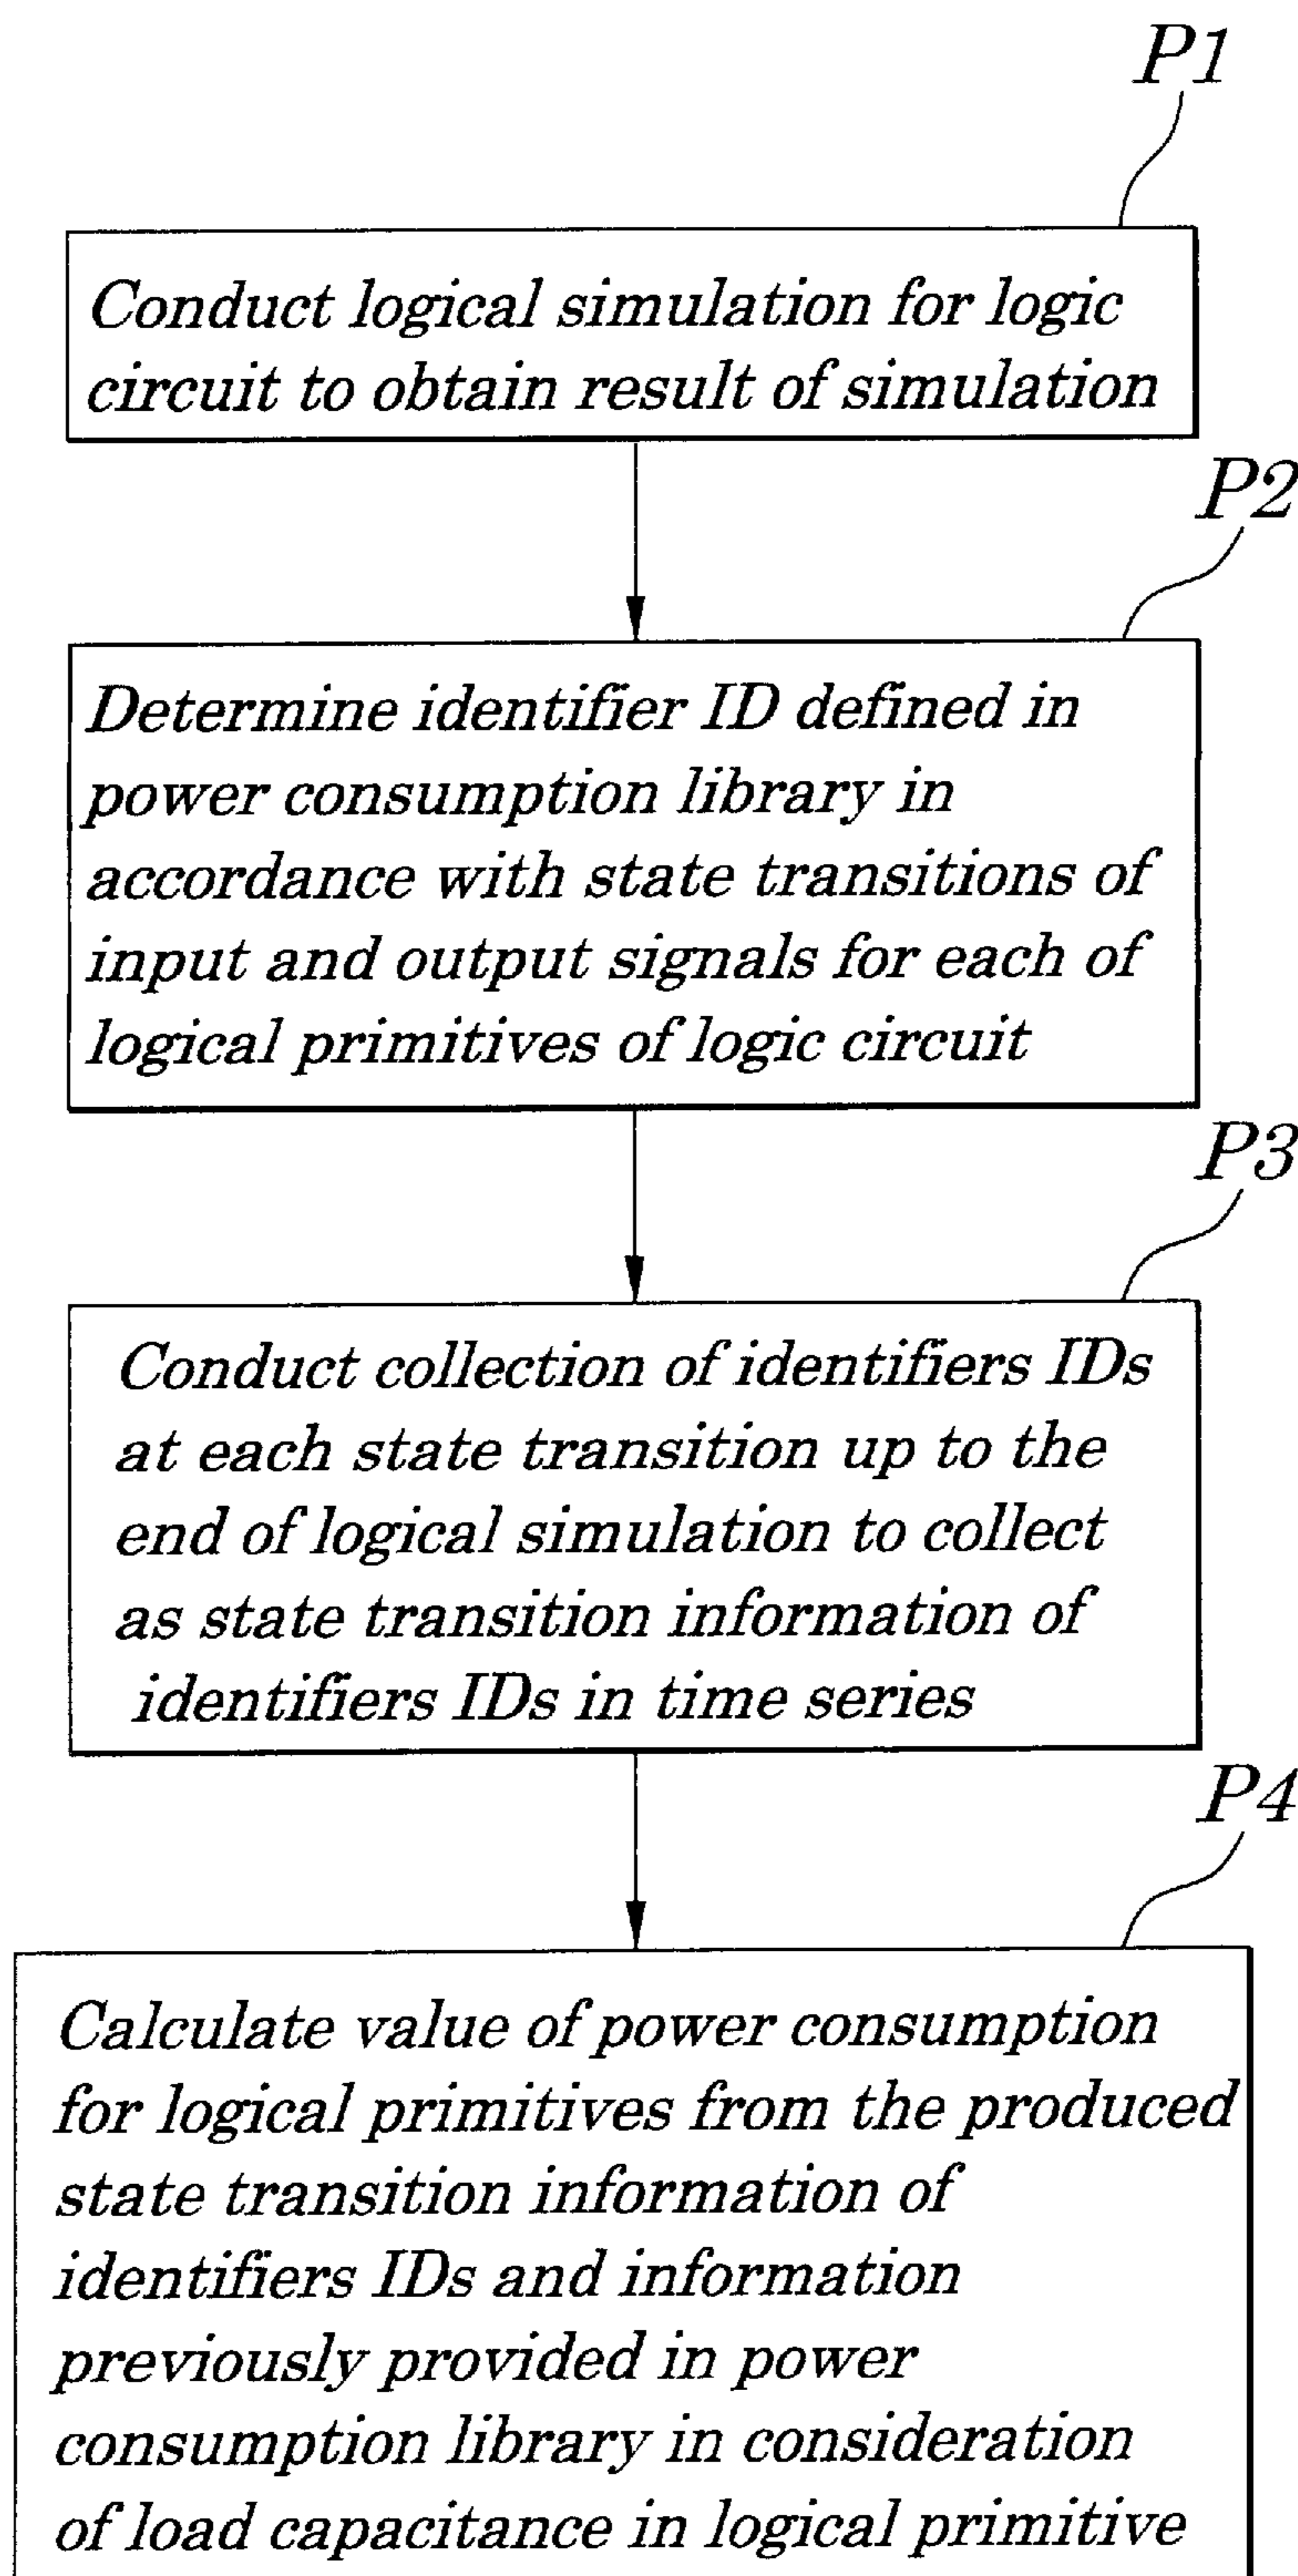 P1
Conduct logical simulation for logic
circuit to obtain result of simulation
P2
Determine identifier ID defined in
power consumption library in
accordance with state transitions of
input and output signals for each of
logical primitives of logic circuit
P3
Conduct collection of identifiers IDs
at each state transition up to the
end of logical simulation to collect
as state transition information of
identifiers IDs in time series
P4
Calculate value of power consumption
for logical primitives from the produced
state transition information of
identifiers IDs and information
previously provided in power
consumption library in consideration
of load capacitance in logical primitive